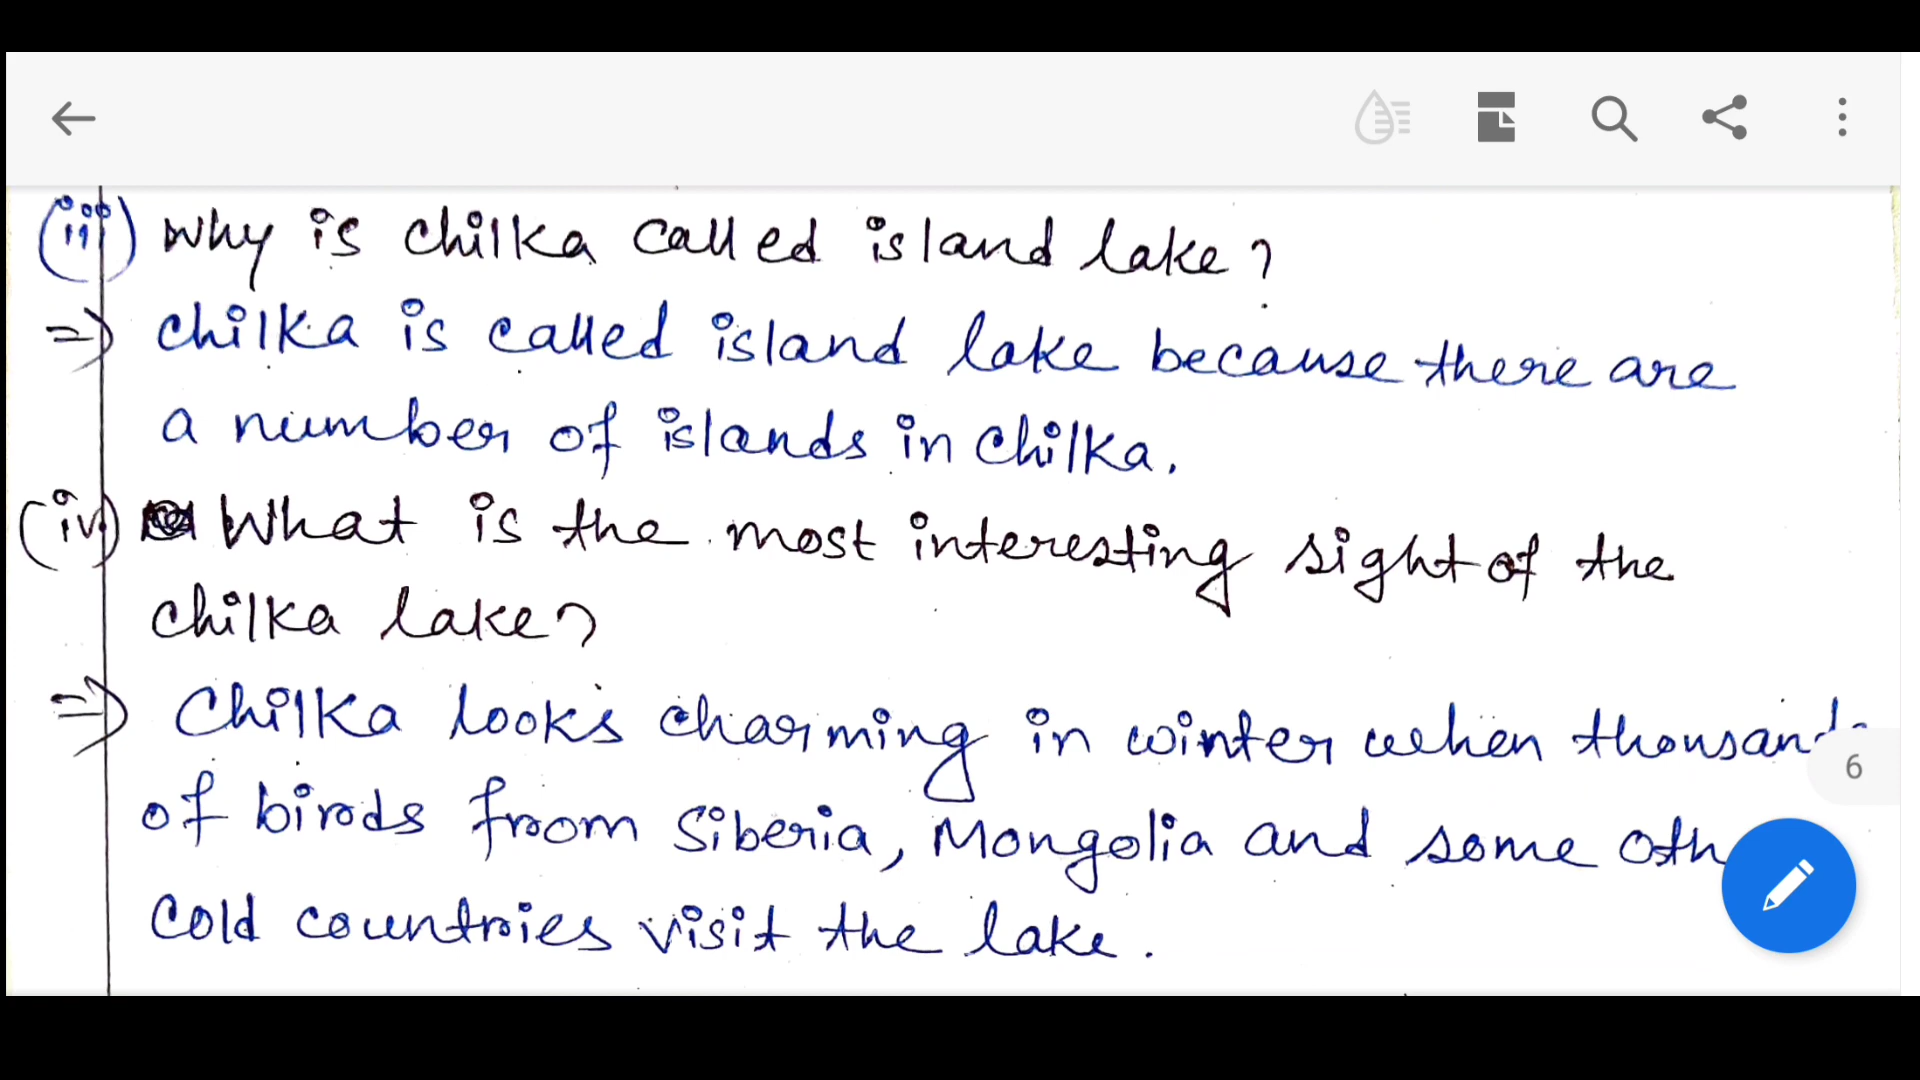 (iii) Why is chilka called island lake?
=> chilka is called island lake because there are
a number of islands in chilka.
(iv) What is the most interesting sight of the
chilka lake?
=> Chilka looks charming in winter when thousands
of birds from Siberia, Mongolia and some oth
cold countries visit the lake.
6